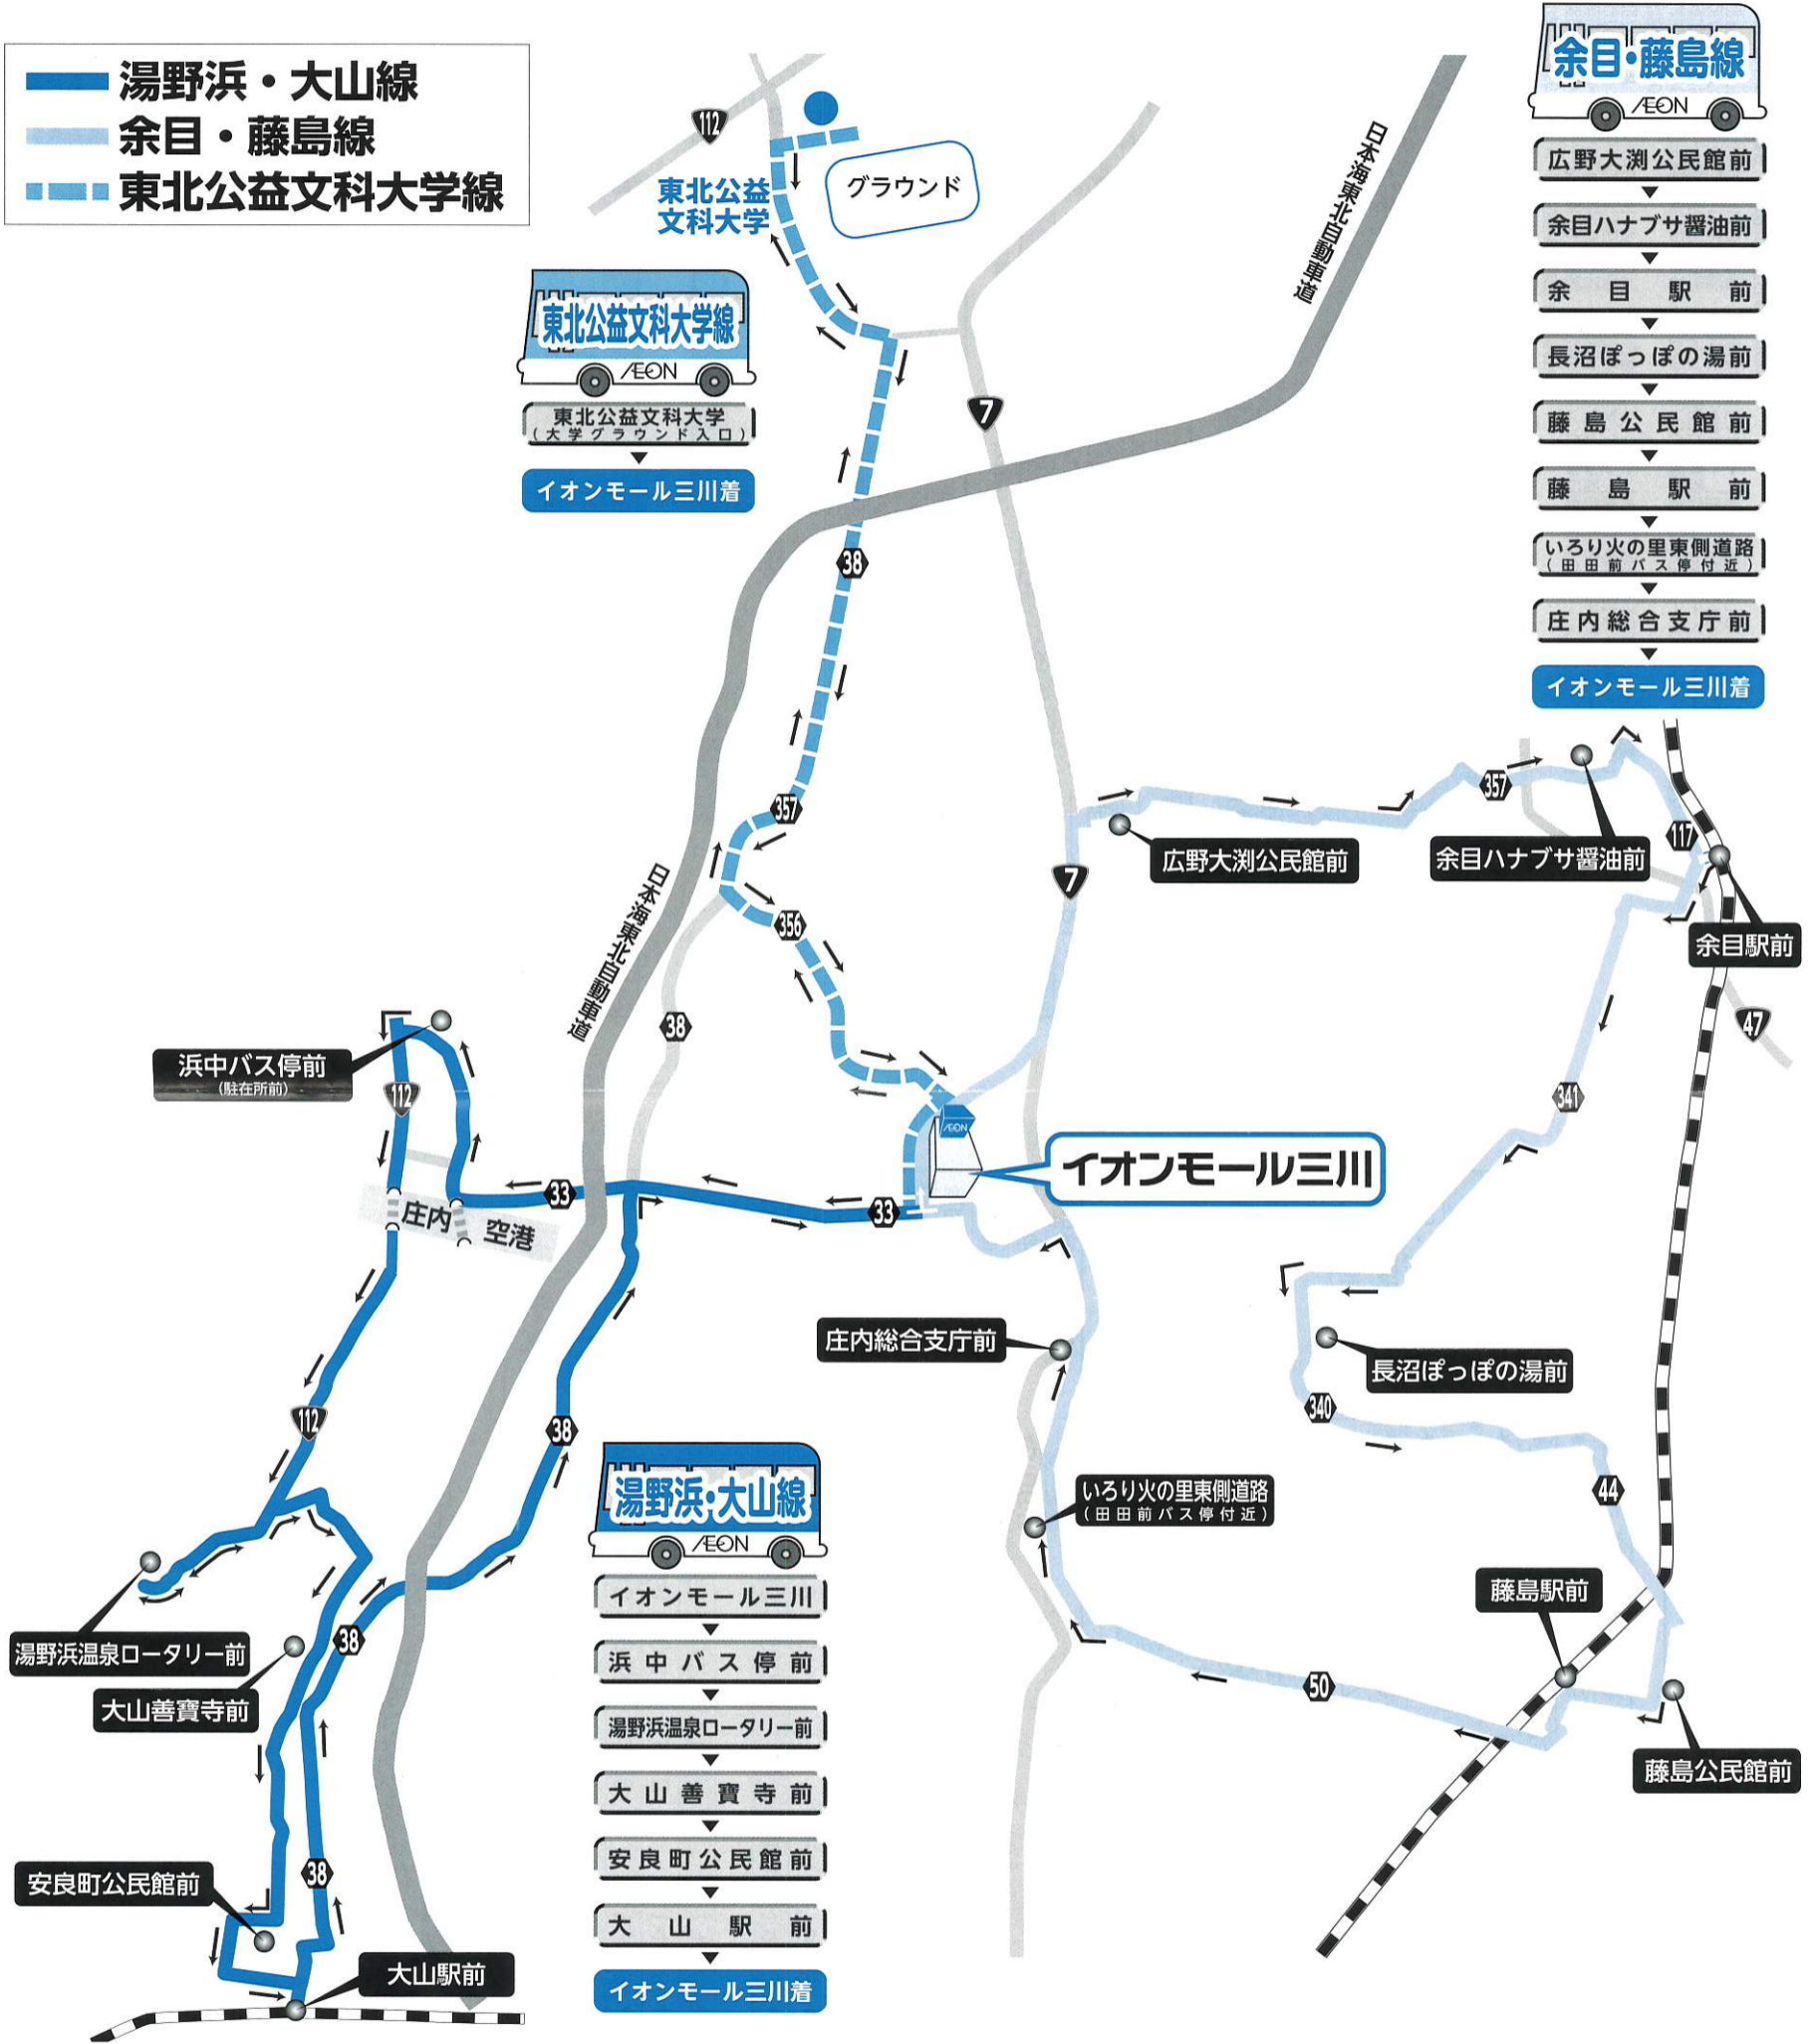 湯野浜・大山線
余目・藤島線
東北公益文科大学線
112
東北公益
文科大学
グラウンド
日本海東北自動車道
東北公益文科大学線
ÆON
東北公益文科大学
(大学グラウンド入口)
イオンモール三川着
余目・藤島線
ÆON
広野大渕公民館前
余目ハナブサ醤油前
余目駅前
長沼ぽっぽの湯前
藤島公民館前
藤島駅前
いろり火の里東側道路
(田田前バス停付近)
庄内総合支庁前
イオンモール三川着
7
38
357
357
広野大渕公民館前
余目ハナブサ醤油前
117
7
余目駅前
356
日本海東北自動車道
38
47
浜中バス停前
(駐在所前)
112
341
ÆON
イオンモール三川
33
33
庄内
空港
庄内総合支庁前
長沼ぽっぽの湯前
340
112
38
44
いろり火の里東側道路
(田田前バス停付近)
湯野浜・大山線
ÆON
イオンモール三川
浜中バス停前
湯野浜温泉ロータリー前
大山善寶寺前
安良町公民館前
大山駅前
イオンモール三川着
藤島駅前
湯野浜温泉ロータリー前
38
大山善寶寺前
50
藤島公民館前
安良町公民館前
38
大山駅前